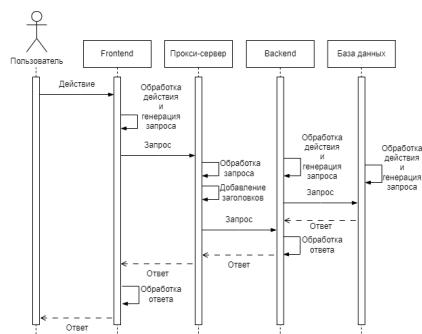 Пользователь
Frontend
Прокси-сервер
Backend
База данных
Действие
Обработка
действия
и
генерация
запроса
Запрос
Обработка
запроса
Добавление
заголовков
Запрос
Обработка
действия
и
генерация
запроса
Запрос
Обработка
действия
и
генерация
запроса
Ответ
Обработка
ответа
Ответ
Ответ
Обработка
ответа
Ответ